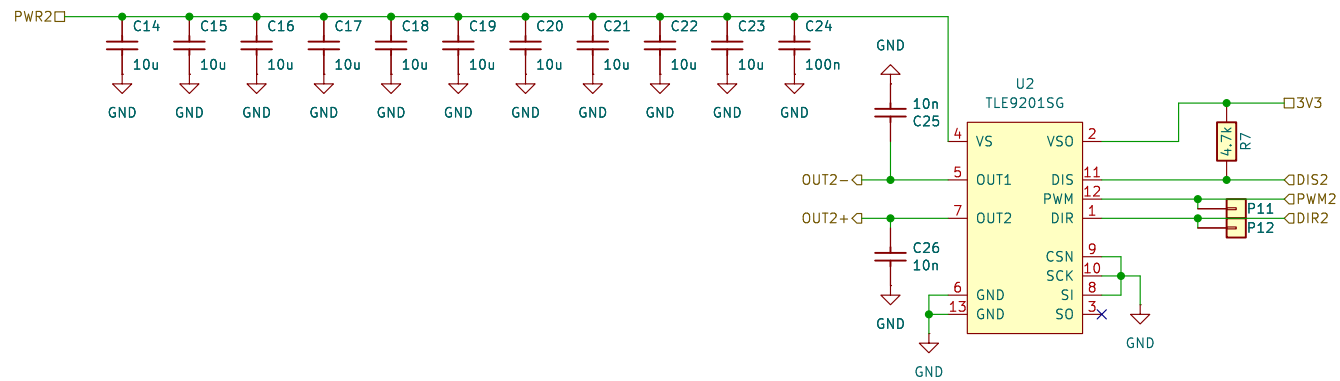 PWR2
C14 C15 C16 C17 C18 C19 C20 C21 C22 C23 C24
10u 10u 10u 10u 10u 10u 10u 10u 10u 10u 100n
GND GND GND GND GND GND GND GND GND GND GND
GND
10n
C25
U2
TLE9201SG
4 VS VSO 2
3V3
4.7k
R7
OUT2- 5 OUT1 DIS 11 DIS2
PWM 12 PWM2
P11
OUT2+ 7 OUT2 DIR 1 DIR2
P12
C26
10n
GND
CSN 9
SCK 10
6 GND SI 8
13 GND SO 3
GND
GND